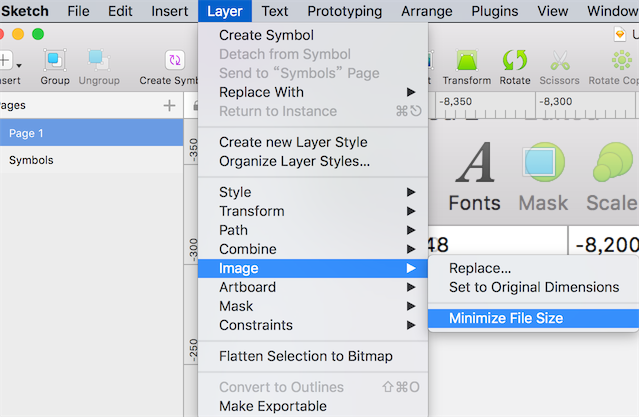 Sketch File Edit Insert Layer Text Prototyping Arrange Plugins View Window
nsert Group Ungroup Create Symb Transform Rotate Scissors Rotate Cop
ages
Page 1
Symbols
Create Symbol
Detach from Symbol
Send to “Symbols” Page
Replace With
Return to Instance ⌘⎋
Create new Layer Style
Organize Layer Styles...
Style
Transform
Path
Combine
Image
Artboard
Mask
Constraints
Flatten Selection to Bitmap
Convert to Outlines ⇧⌘O
Make Exportable
-8,350 -8,300
-350
-300
-250
Fonts Mask Scale
48 -8,200
Replace...
Set to Original Dimensions
Minimize File Size